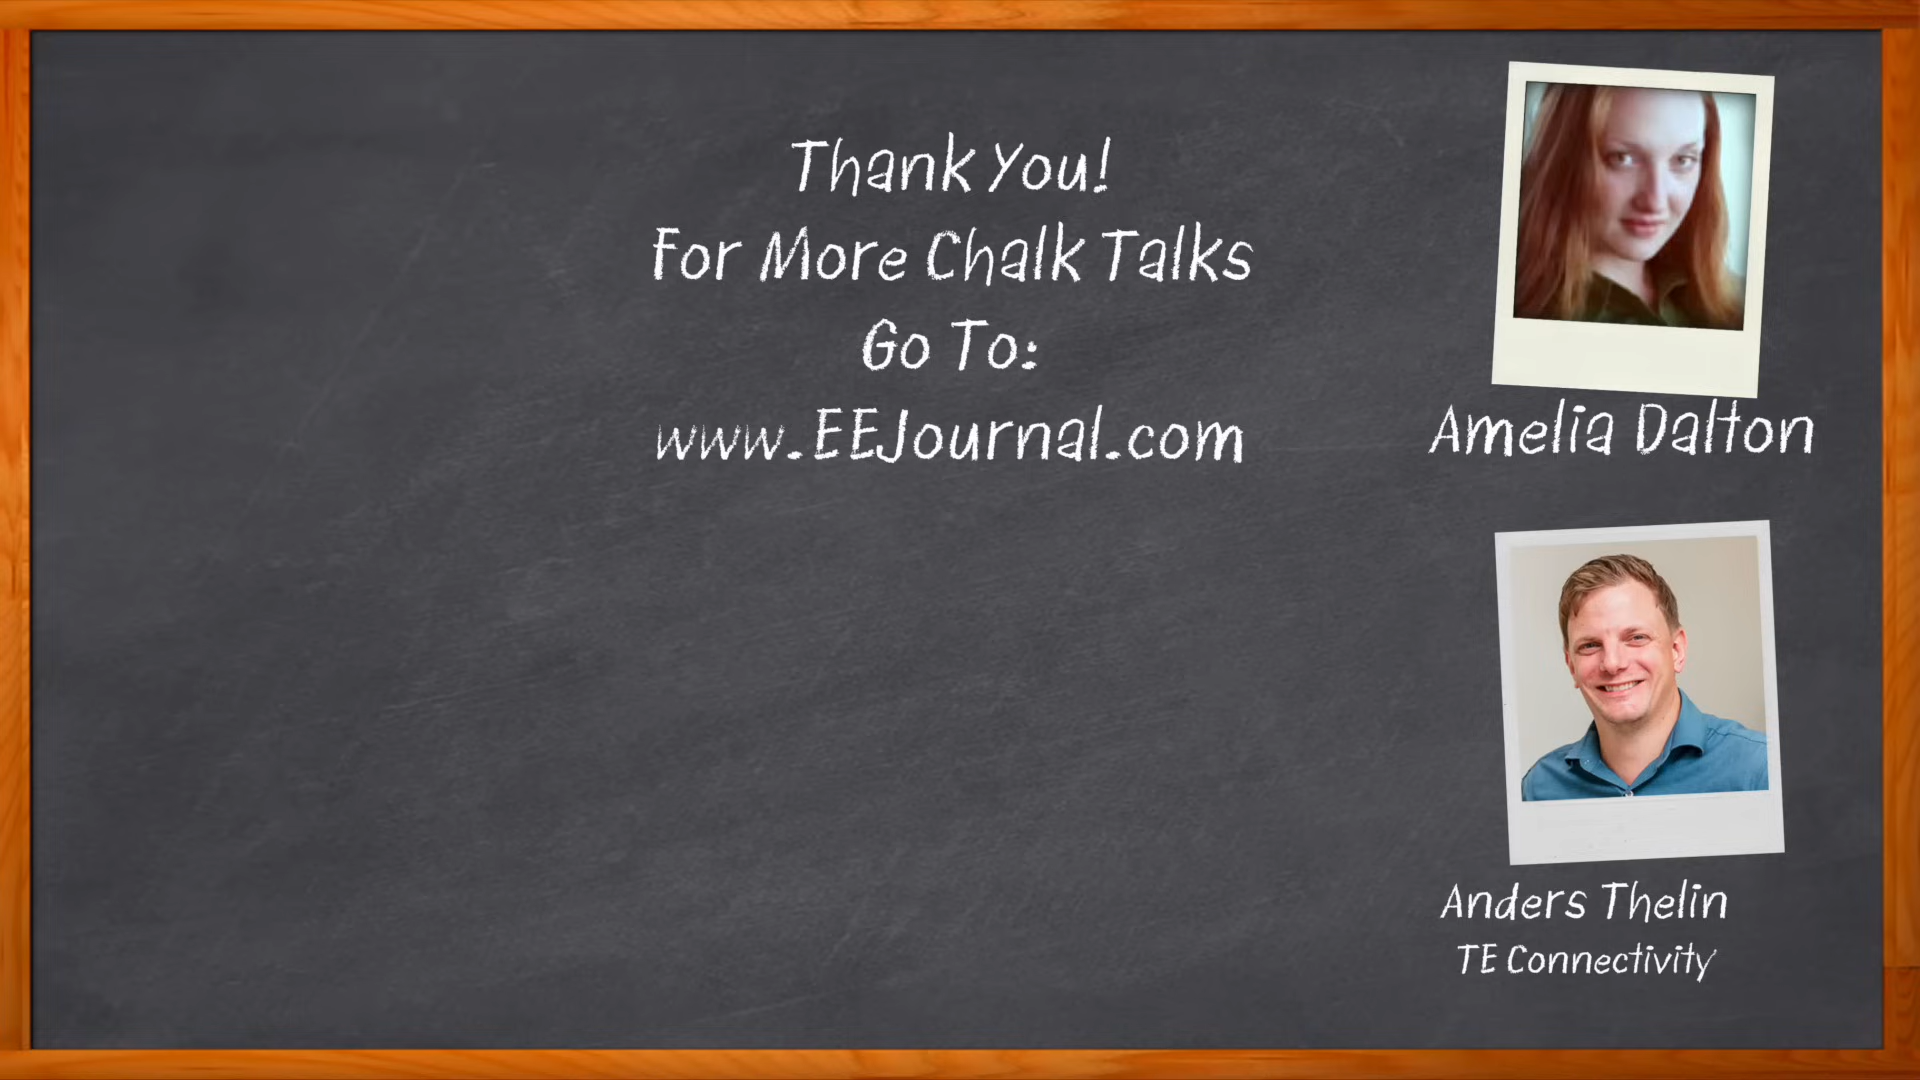 Thank You!
For More Chalk Talks
Go To:
www.EEJournal.com
Amelia Dalton
Anders Thelin
TE Connectivity